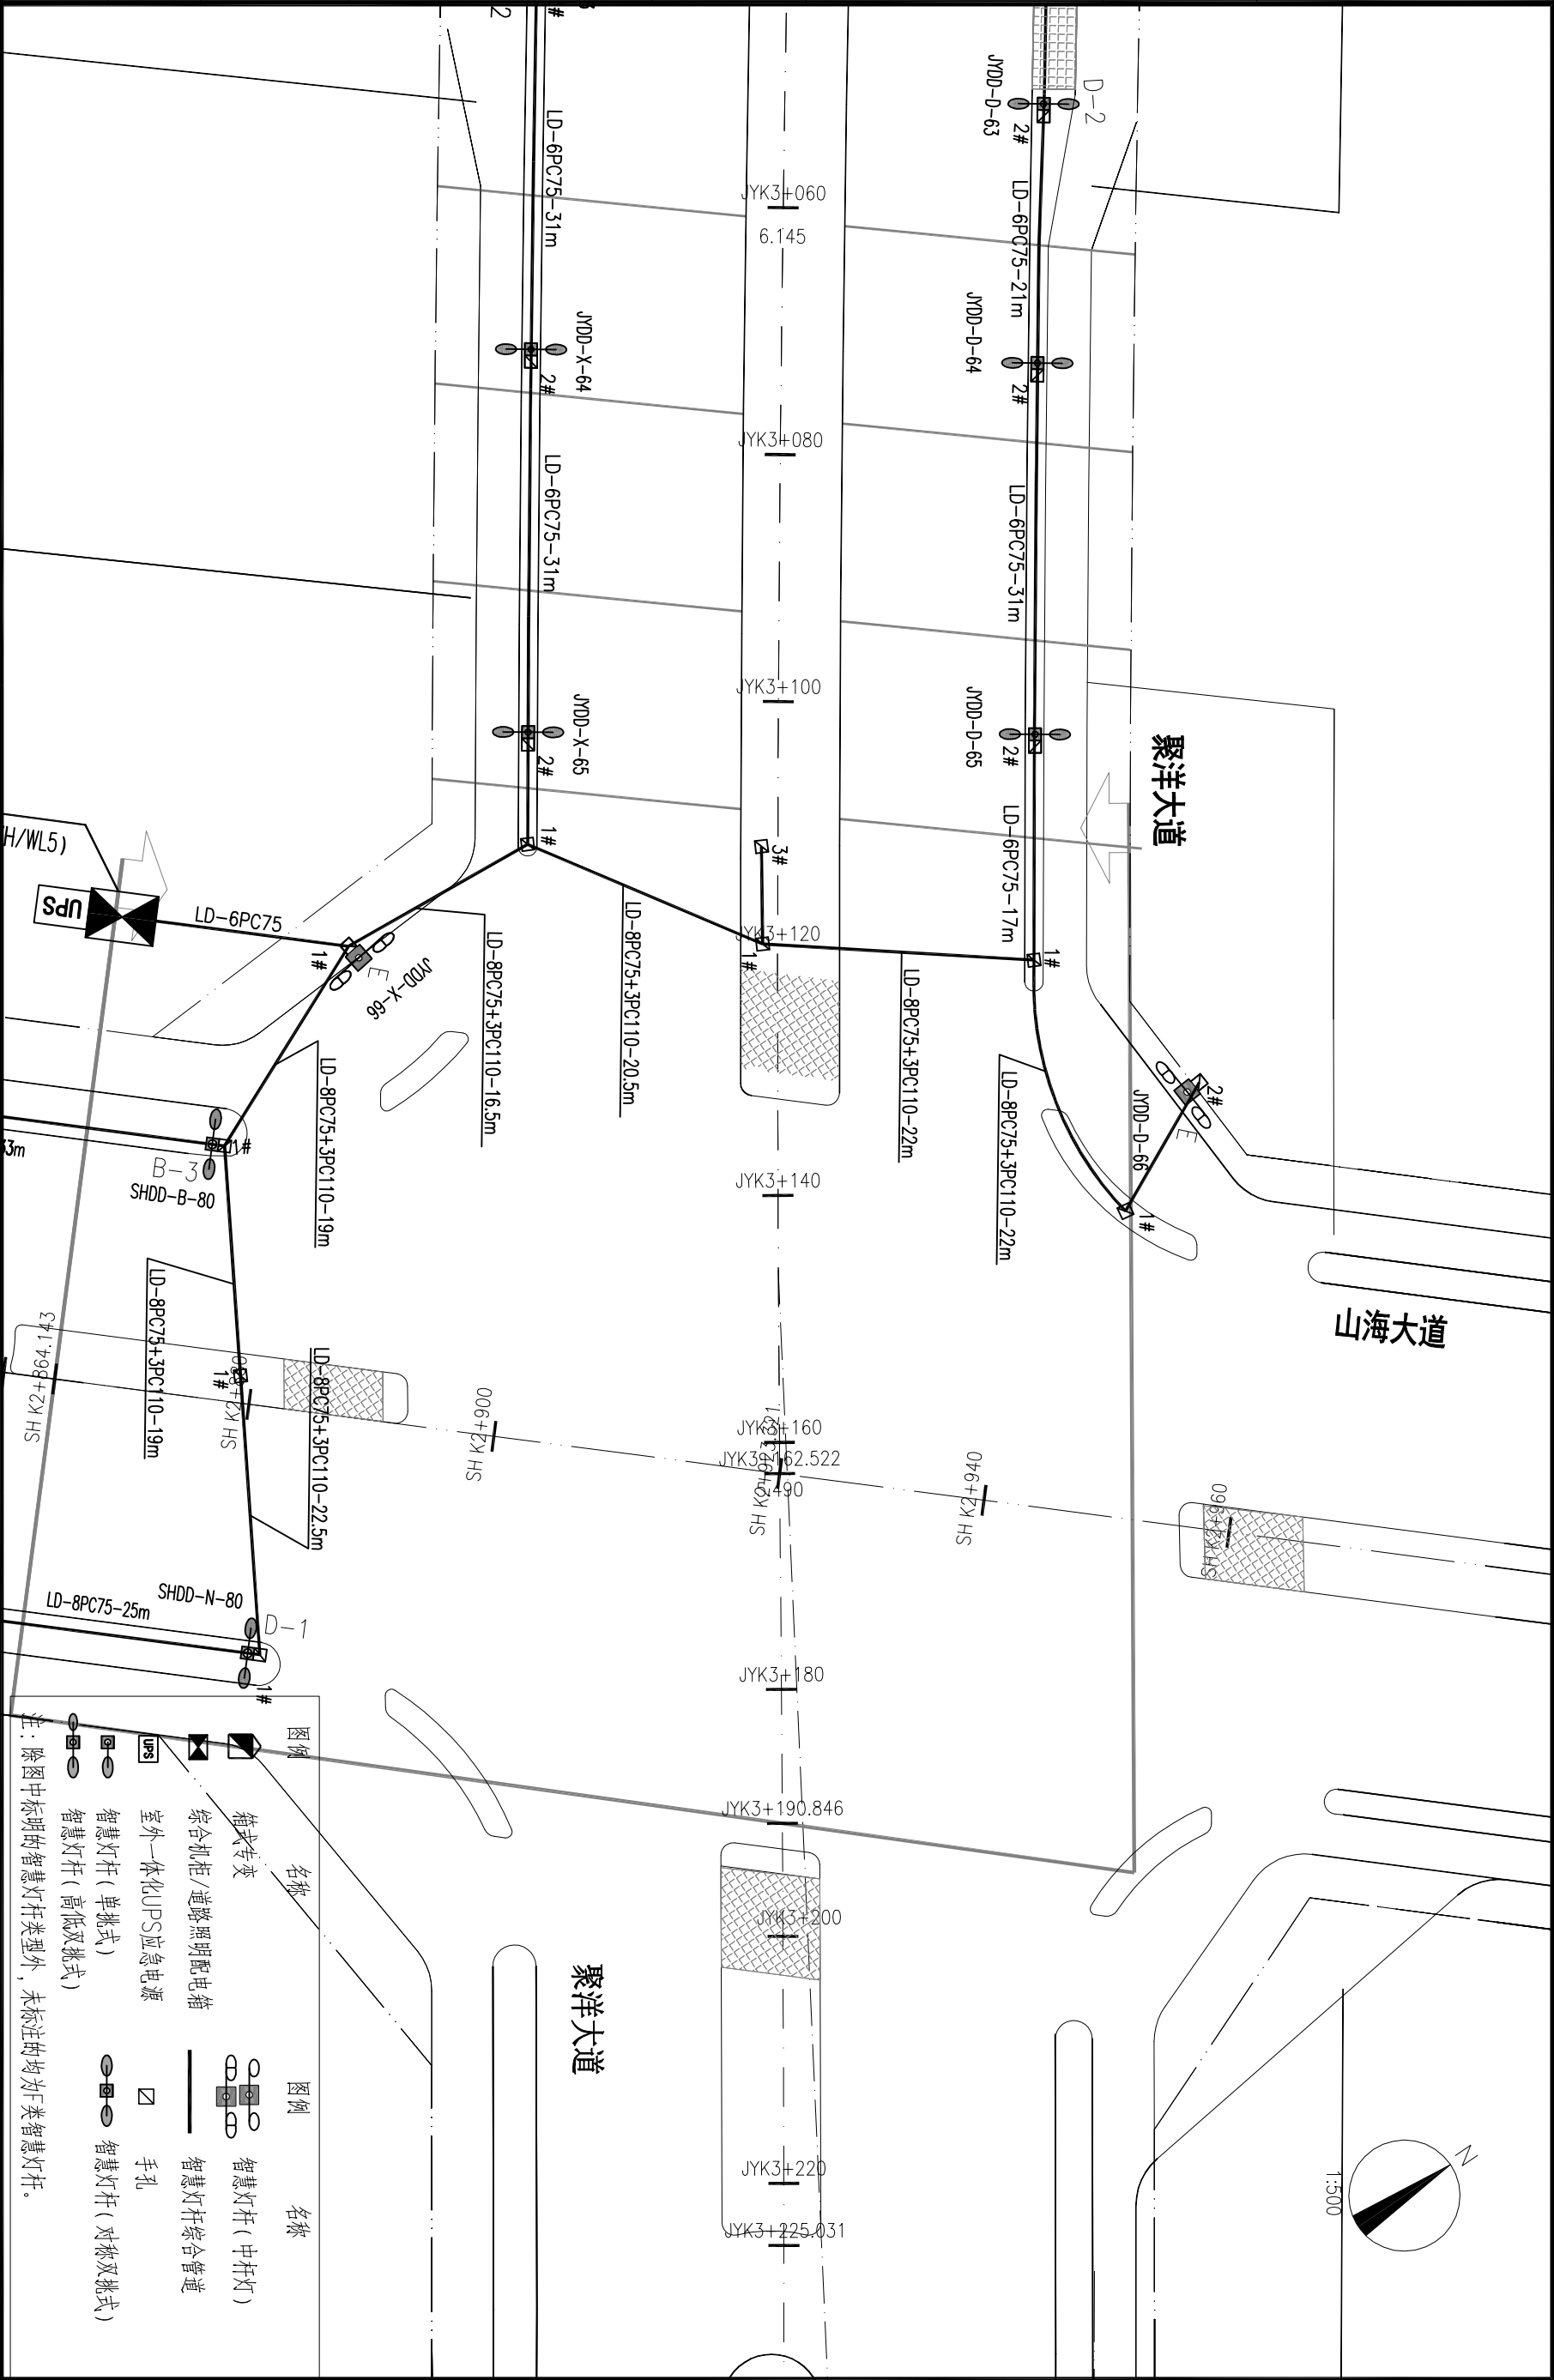 D-2
JYDD-D-63
2#
LD-6PC75-31m
JYK3+060
6.145
LD-6PC75-21m
JYDD-X-64
2#
JYDD-D-64
2#
JYK3+080
LD-6PC75-31m
LD-6PC75-31m
JYK3+100
JYDD-X-65
2#
JYDD-D-65
2#
聚洋大道
1#
3#
LD-6PC75-17m
H/WL5)
UPS
LD-6PC75
1#
E
JYDD-X-66
JYK3+120
1#
1#
LD-8PC75+3PC110-16.5m
LD-8PC75+3PC110-20.5m
LD-8PC75+3PC110-22m
LD-8PC75+3PC110-22m
LD-8PC75+3PC110-19m
2#
E
JYDD-D-66
1#
33m
1#
B-3
SHDD-B-80
JYK3+140
LD-8PC75+3PC110-19m
LD-8PC75+3PC110-22.5m
山海大道
SH K2+864.143
1#
SH K2+880
SH K2+900
JYK3+160
JYK3+162.522
SH K2+940
SH K2+960
SHDD-N-80
LD-8PC75-25m
D-1
1#
JYK3+180
JYK3+190.846
JYK3+200
聚洋大道
JYK3+220
JYK3+225.031
N
1:500
图例
名称
图例
名称
箱式专变
智慧灯杆(中杆灯)
综合机柜/道路照明配电箱
智慧灯杆综合管道
UPS
室外一体化UPS应急电源
手孔
智慧灯杆(单挑式)
智慧灯杆(对称双挑式)
智慧灯杆(高低双挑式)
注:除图中标明的智慧灯杆类型外,未标注的均为F类智慧灯杆。